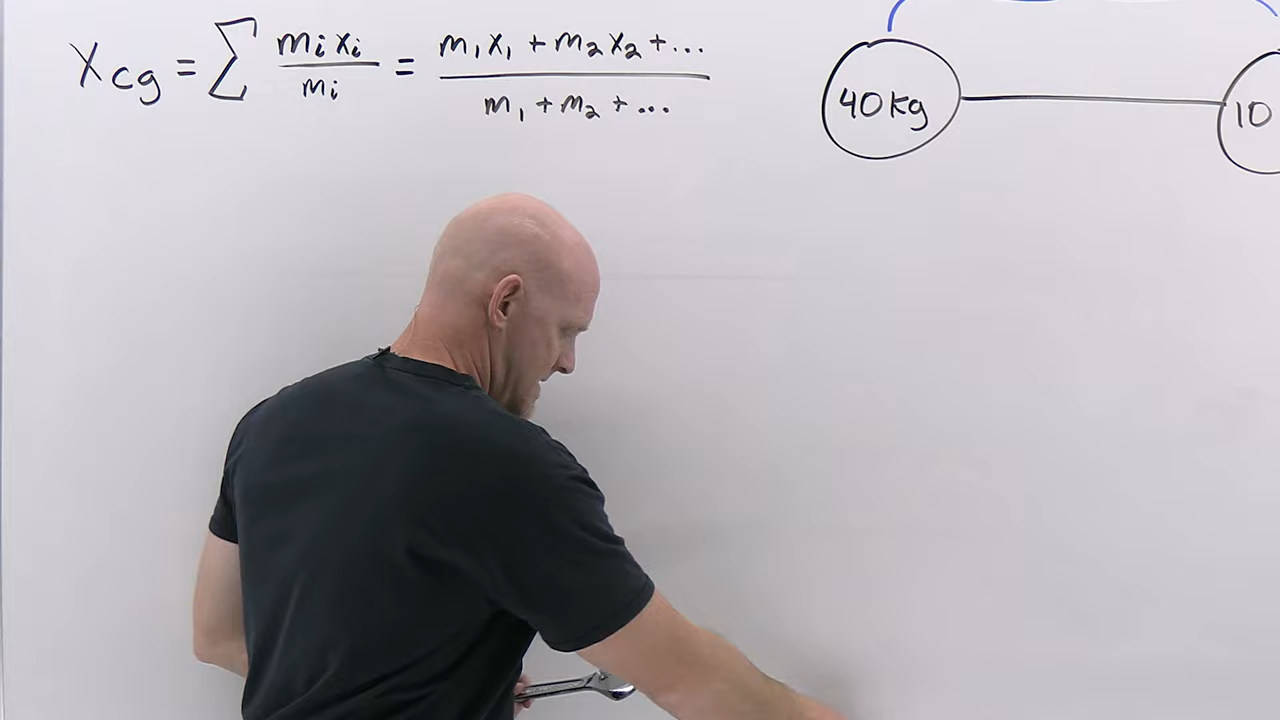 Xcg = ∑ mixi / mi = m1x1 + m2x2 + ... / m1 + m2 + ...
40kg
10